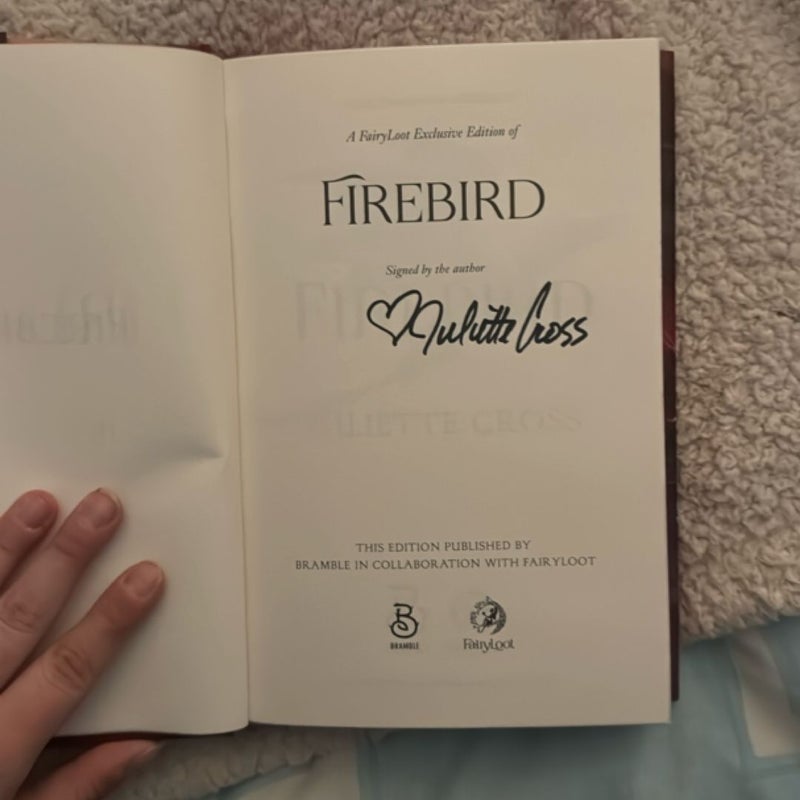 A FairyLoot Exclusive Edition of
FIREBIRD
Signed by the author
Juliette Cross
THIS EDITION PUBLISHED BY
BRAMBLE IN COLLABORATION WITH FAIRYLOOT
B
BRAMBLE
FairyLoot